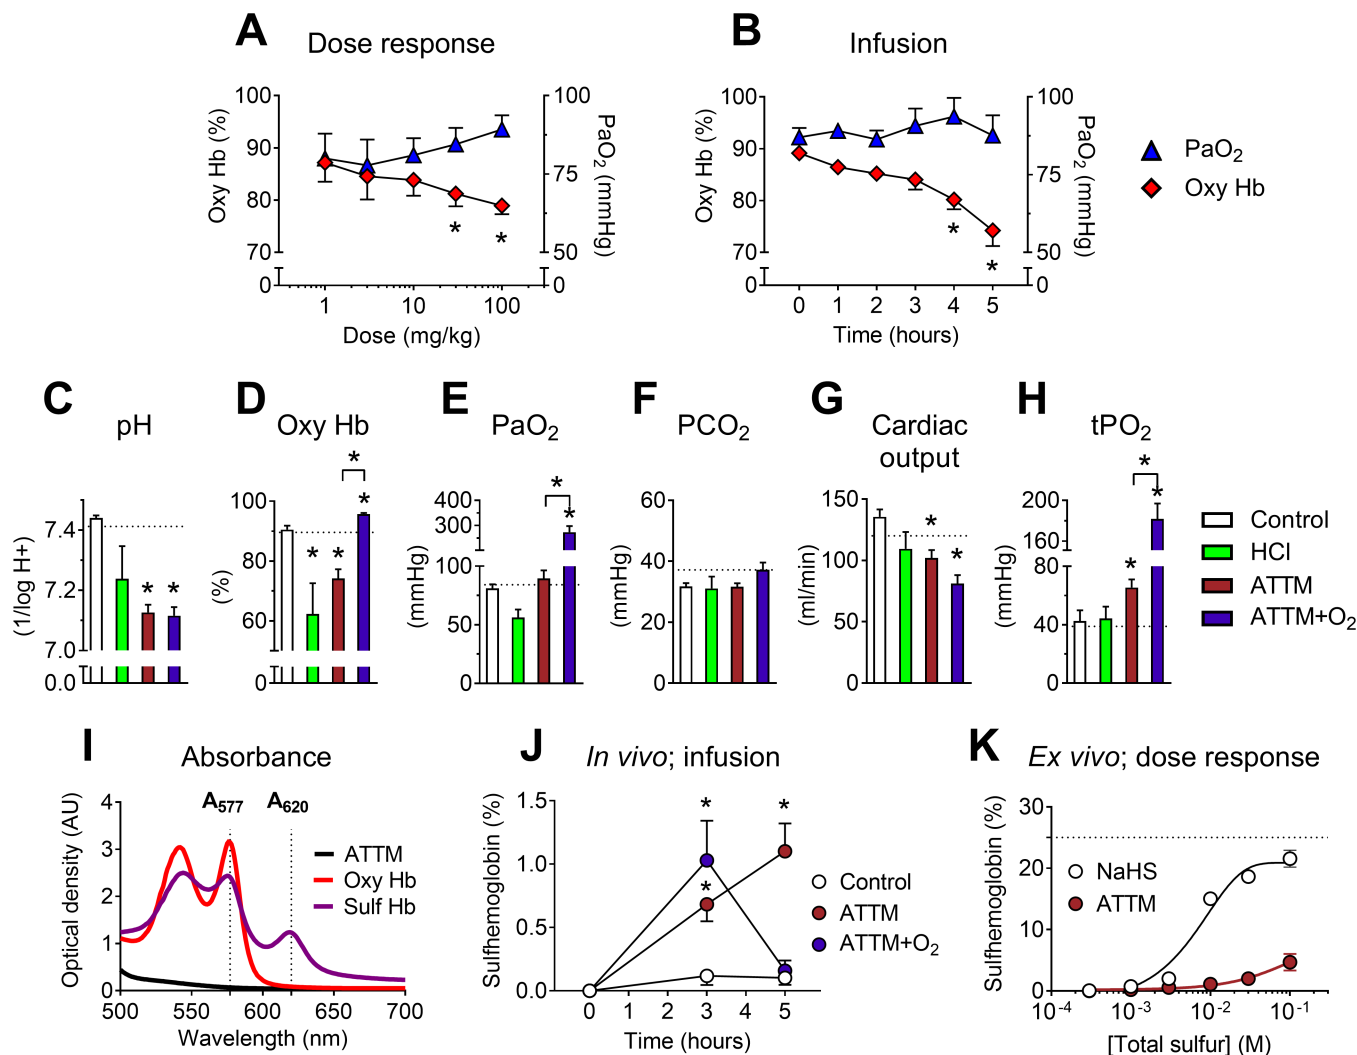 A Dose response
B Infusion
Oxy Hb (%)
100
90
80
70
0
100
75
50
0
PaO2 (mmHg)
1 10 100
Dose (mg/kg)
* *
Oxy Hb (%)
100
90
80
70
0
100
75
50
0
PaO2 (mmHg)
0 1 2 3 4 5
Time (hours)
* *
PaO2
Oxy Hb
C pH
(1/log H+)
7.4
7.2
7.0
0.0
* *
D Oxy Hb
(%)
100
80
60
0
* * * *
E PaO2
(mmHg)
400
300
100
50
0
* *
F PCO2
(mmHg)
60
40
20
0
G Cardiac
output
(ml/min)
150
100
50
0
* *
H tPO2
(mmHg)
200
160
80
40
0
* * *
Control
HCl
ATTM
ATTM+O2
I Absorbance
Optical density (AU)
4
3
2
1
0
A577 A620
ATTM
Oxy Hb
Sulf Hb
500 550 600 650 700
Wavelength (nm)
J In vivo; infusion
Sulfhemoglobin (%)
1.5
1.0
0.5
0.0
* * *
Control
ATTM
ATTM+O2
0 1 2 3 4 5
Time (hours)
K Ex vivo; dose response
Sulfhemoglobin (%)
30
20
10
0
NaHS
ATTM
10-4 10-3 10-2 10-1
[Total sulfur] (M)